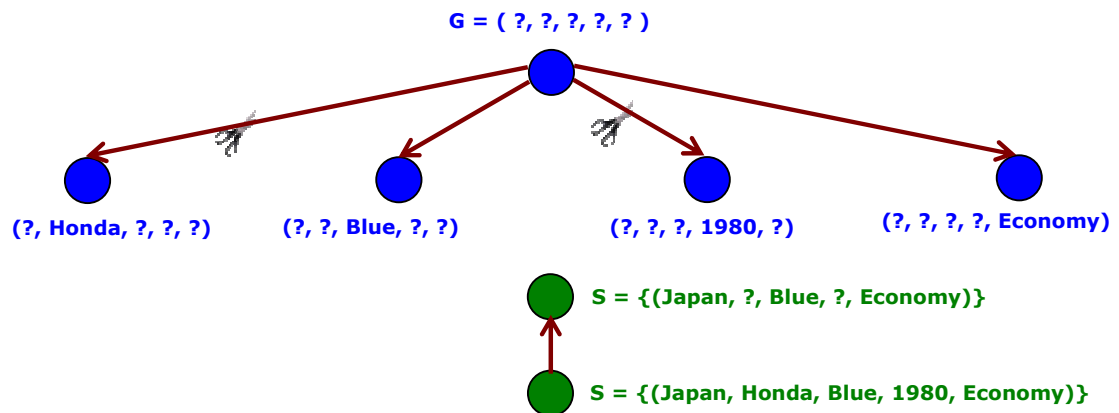 G = ( ?, ?, ?, ?, ? )
(?, Honda, ?, ?, ?)
(?, ?, Blue, ?, ?)
(?, ?, ?, 1980, ?)
(?, ?, ?, ?, Economy)
S = {(Japan, ?, Blue, ?, Economy)}
S = {(Japan, Honda, Blue, 1980, Economy)}